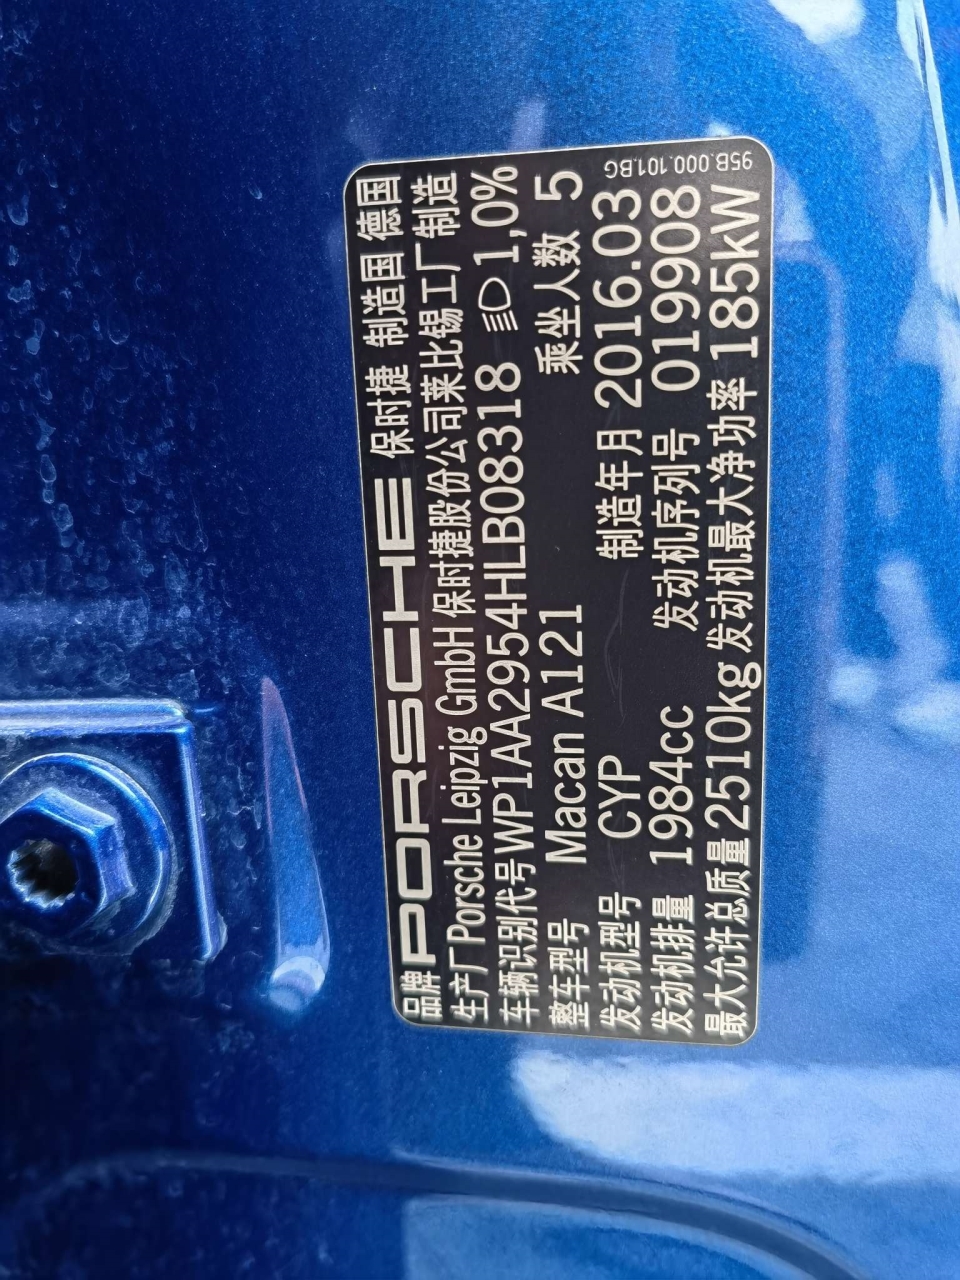 品牌 PORSCHE 保时捷 制造国 德国
生产厂 Porsche Leipzig GmbH 保时捷股份公司莱比锡工厂制造
车辆识别代号 WP1AA2954HLB08318 1,0%
整车型号 Macan A121 乘坐人数 5
发动机型号 CYP 制造年月 2016.03
发动机排量 1984cc 发动机序列号 019908
最大允许总质量 2510kg 发动机最大净功率 185kW
95B.000.101.BG